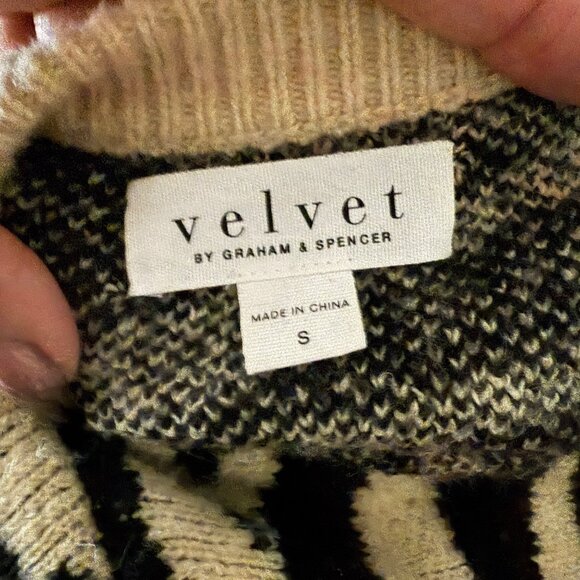 velvet
BY GRAHAM & SPENCER
MADE IN CHINA
S